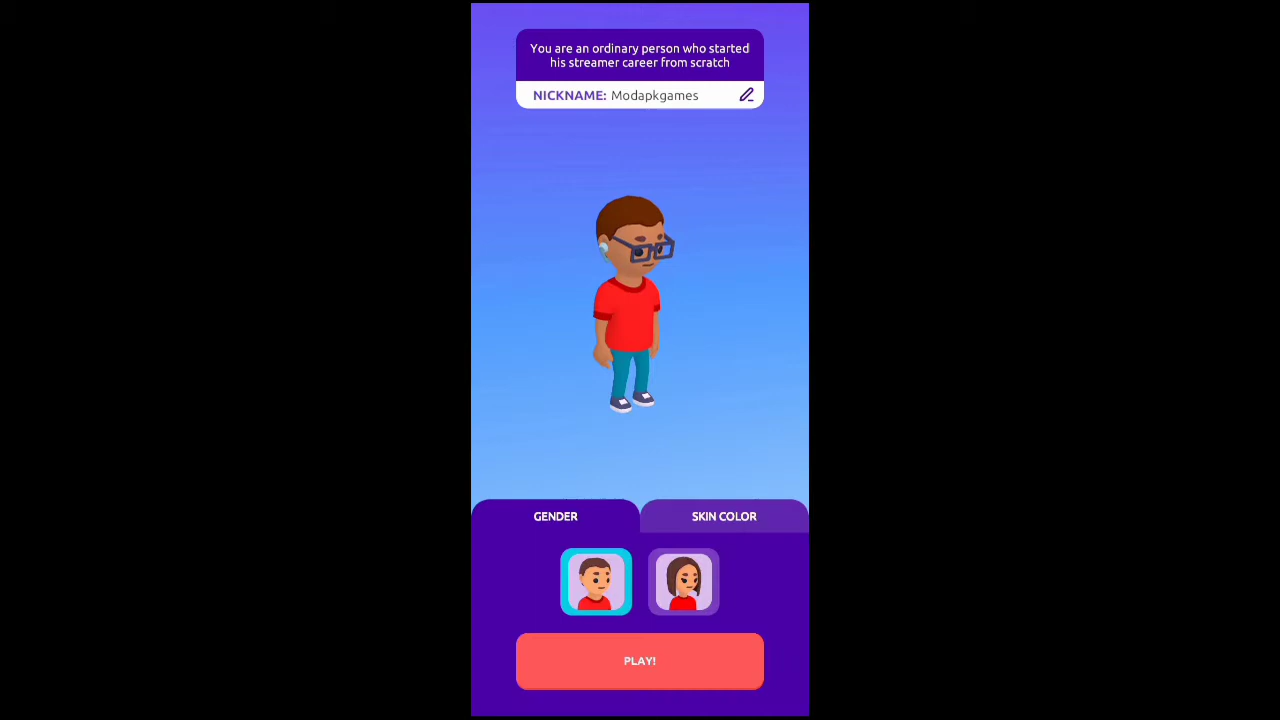 You are an ordinary person who started
his streamer career from scratch
NICKNAME: Modapkgames
GENDER
SKIN COLOR
PLAY!